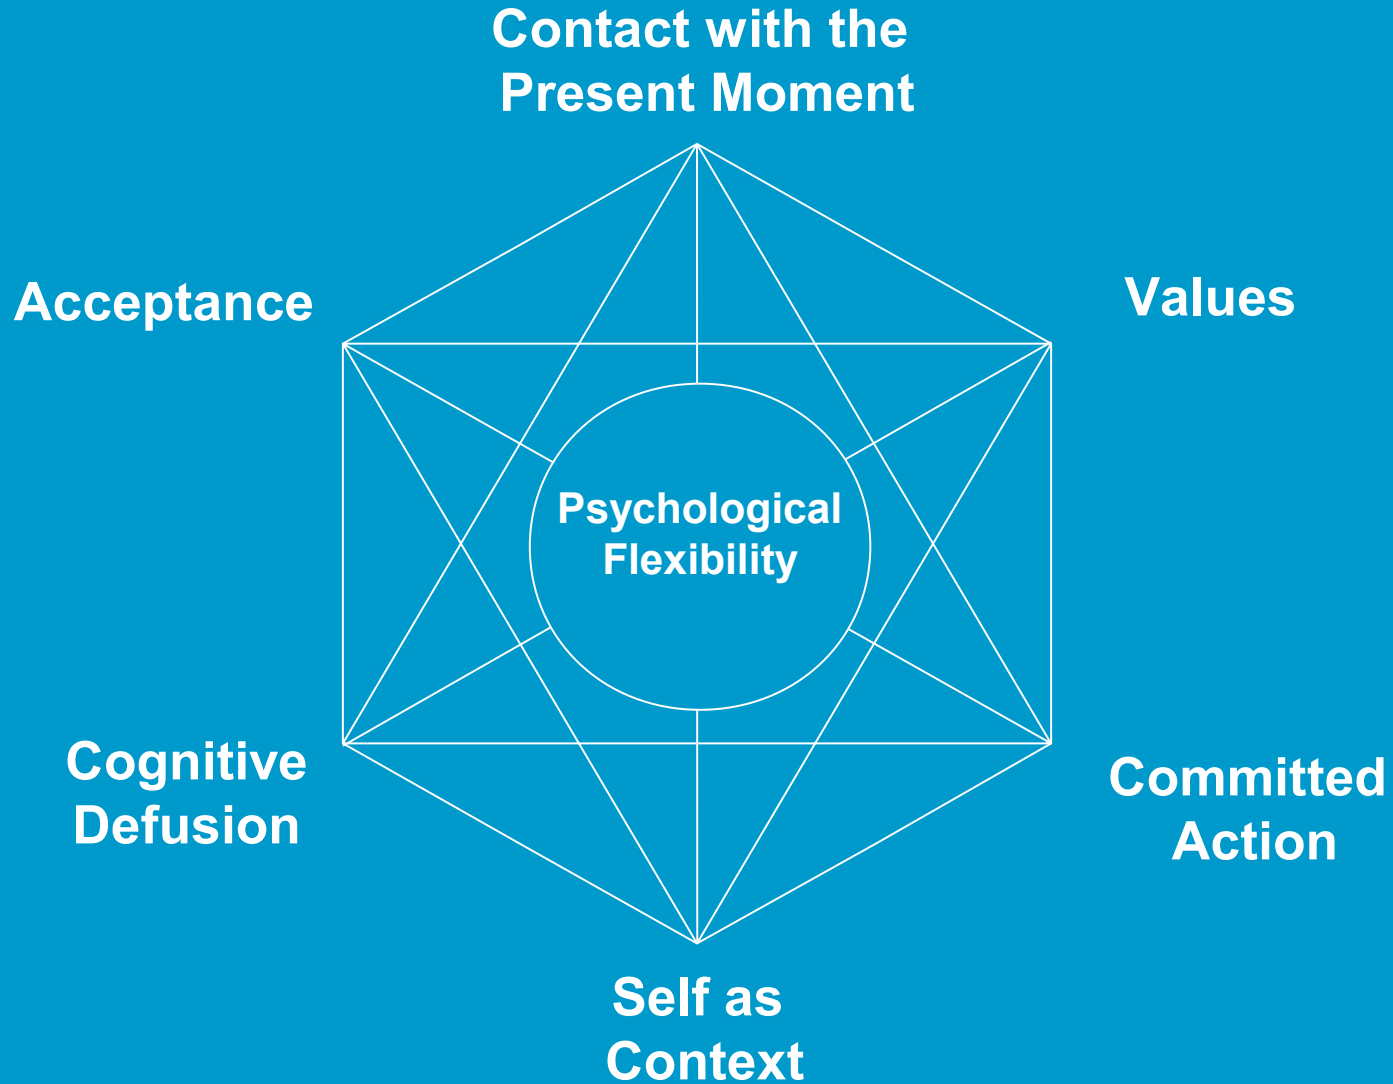 Contact with the
Present Moment
Acceptance
Values
Psychological
Flexibility
Cognitive
Defusion
Committed
Action
Self as
Context